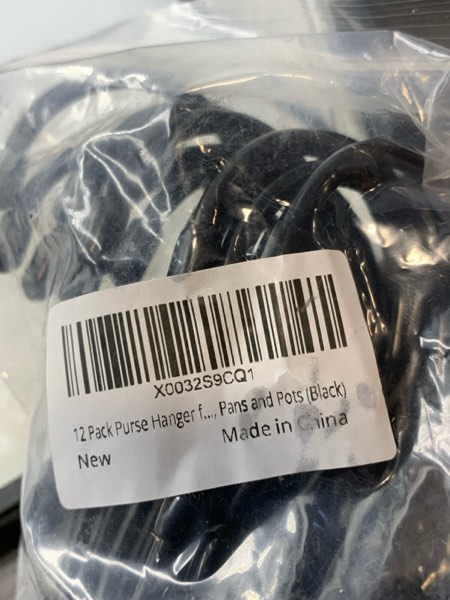 X0032S9CQ1
12 Pack Purse Hanger f..., Pans and Pots (Black)
New
Made in China